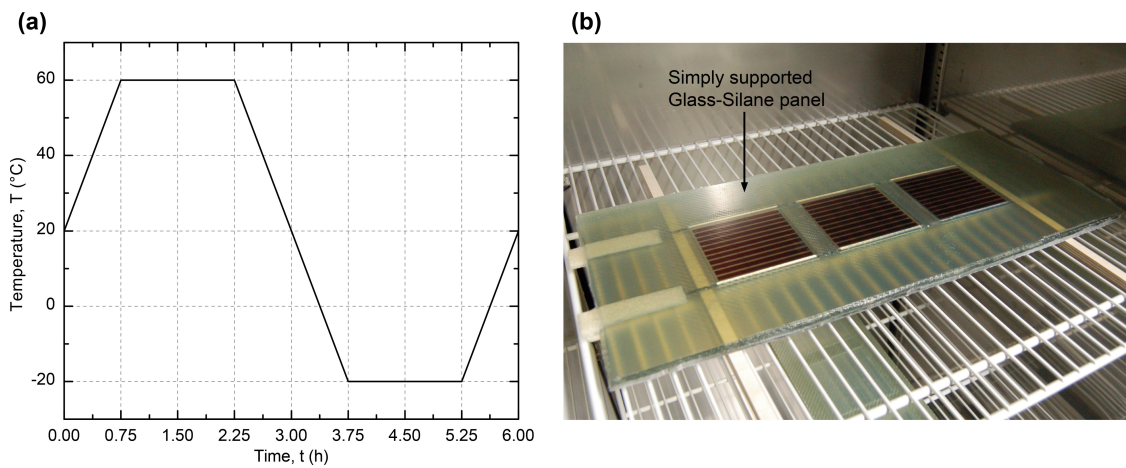 (a)
60
40
20
0
-20
Temperature, T (°C)
0.00 0.75 1.50 2.25 3.00 3.75 4.50 5.25 6.00
Time, t (h)
(b)
Simply supported
Glass-Silane panel